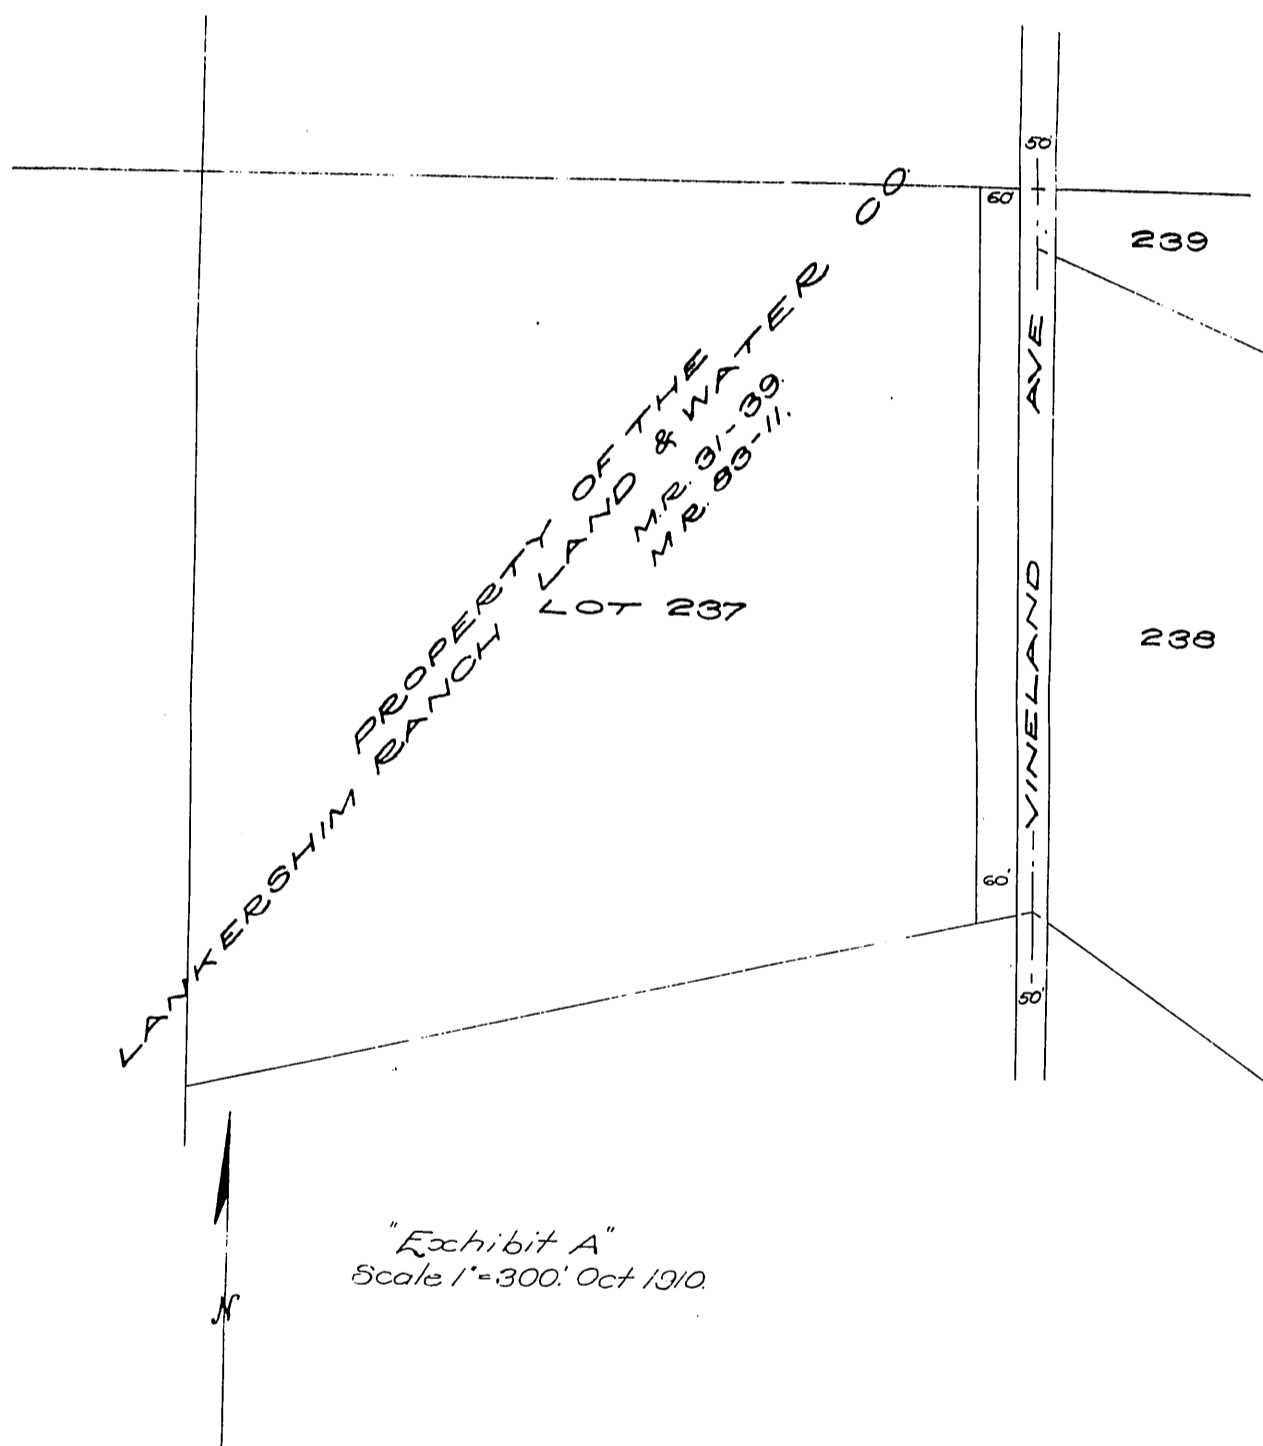 50'
60'
239
PROPERTY OF THE
LANKERSHIM RANCH LAND & WATER CO.
M.R. 31-39.
M.R. 83-11.
LOT 237
VINELAND AVE
238
60'
50'
"Exhibit A"
Scale 1"=300'. Oct 1910.
N